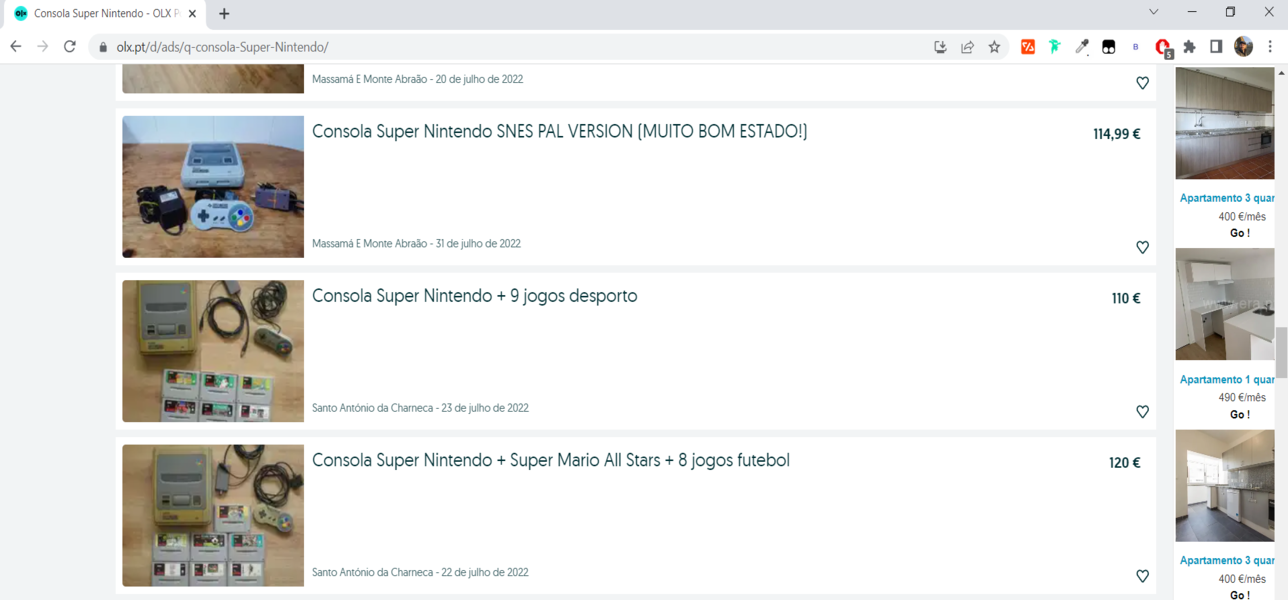 Consola Super Nintendo - OLX P
olx.pt/d/ads/q-consola-Super-Nintendo/
B
5
Massamá E Monte Abraão - 20 de julho de 2022
Consola Super Nintendo SNES PAL VERSION (MUITO BOM ESTADO!)
114,99 €
Massamá E Monte Abraão - 31 de julho de 2022
Consola Super Nintendo + 9 jogos desporto
110 €
Santo António da Charneca - 23 de julho de 2022
Consola Super Nintendo + Super Mario All Stars + 8 jogos futebol
120 €
Santo António da Charneca - 22 de julho de 2022
Apartamento 3 quar
400 €/mês
Go !
Apartamento 1 quar
490 €/mês
Go !
Apartamento 3 quar
400 €/mês
Go !